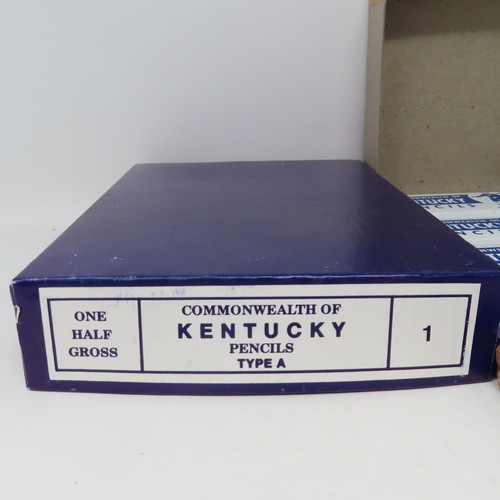 ONE
HALF
GROSS
COMMONWEALTH OF
KENTUCKY
PENCILS
TYPE A
1